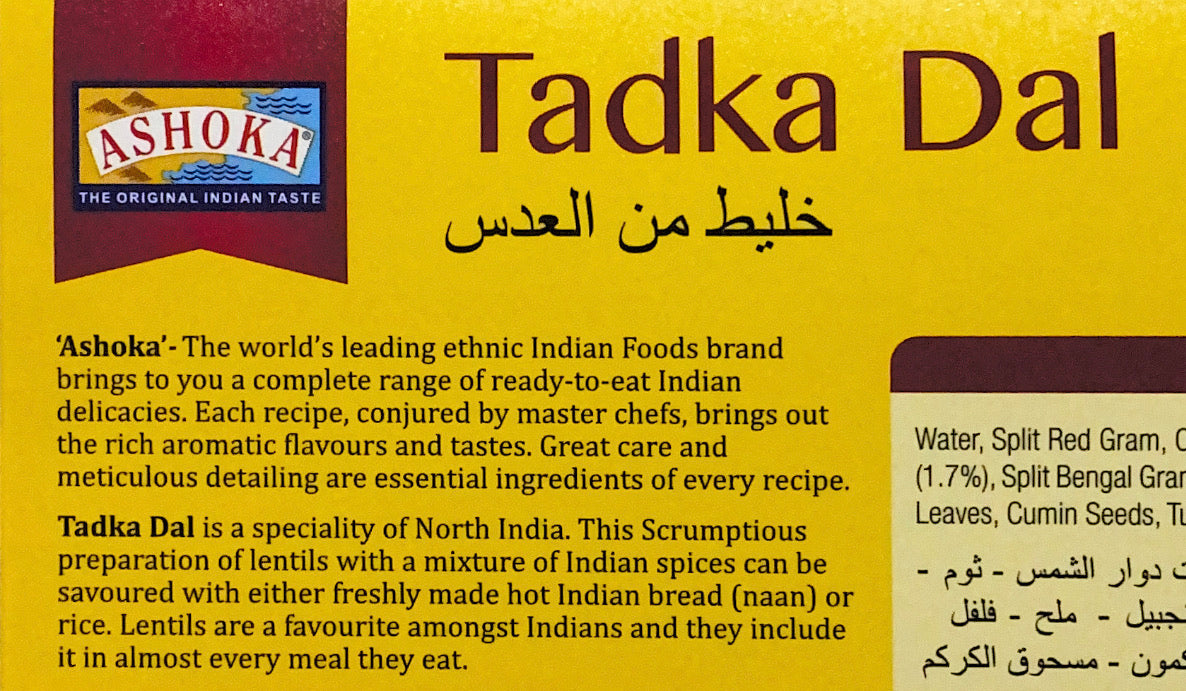 ASHOKA®
THE ORIGINAL INDIAN TASTE
Tadka Dal
خليط من العدس
‘Ashoka’- The world’s leading ethnic Indian Foods brand
brings to you a complete range of ready-to-eat Indian
delicacies. Each recipe, conjured by master chefs, brings out
the rich aromatic flavours and tastes. Great care and
meticulous detailing are essential ingredients of every recipe.
Tadka Dal is a speciality of North India. This Scrumptious
preparation of lentils with a mixture of Indian spices can be
savoured with either freshly made hot Indian bread (naan) or
rice. Lentils are a favourite amongst Indians and they include
it in almost every meal they eat.
Water, Split Red Gram,
(1.7%), Split Bengal
Leaves, Cumin Seeds,
دوار الشمس - ثوم -
- ملح - فلفل
- مسحوق الكركم